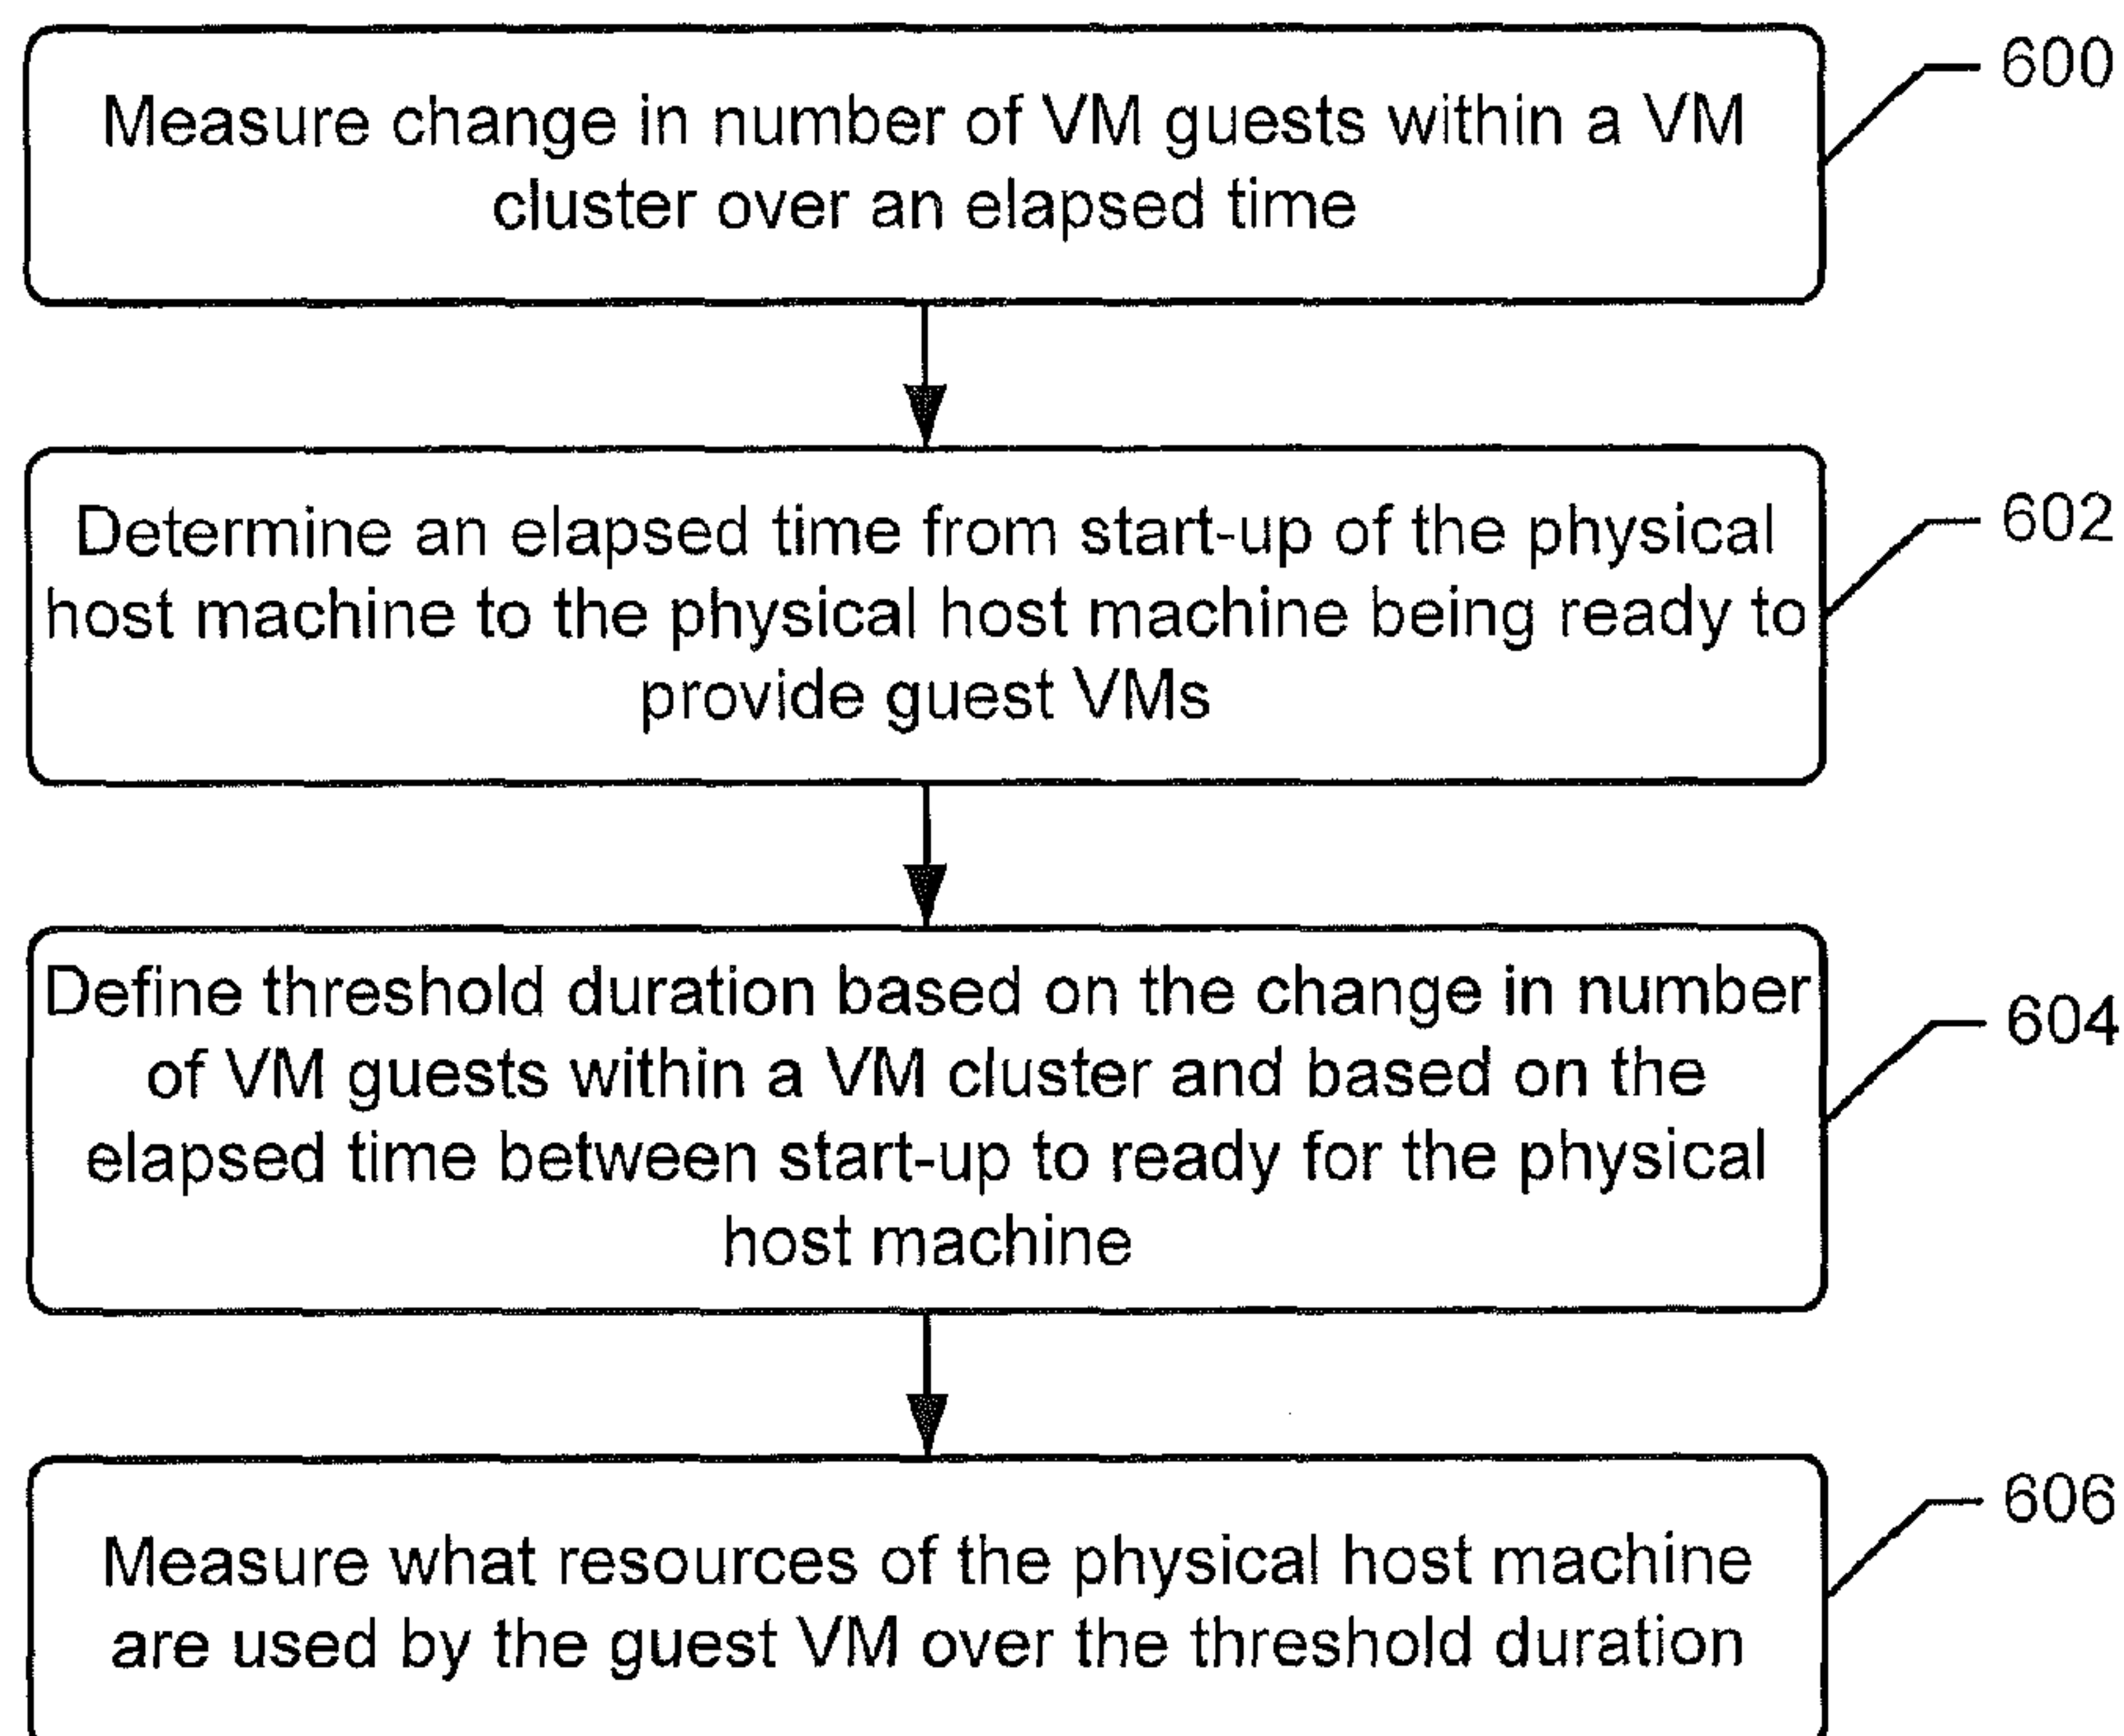 Measure change in number of VM guests within a VM
cluster over an elapsed time
600
Determine an elapsed time from start-up of the physical
host machine to the physical host machine being ready to
provide guest VMs
602
Define threshold duration based on the change in number
of VM guests within a VM cluster and based on the
elapsed time between start-up to ready for the physical
host machine
604
Measure what resources of the physical host machine
are used by the guest VM over the threshold duration
606